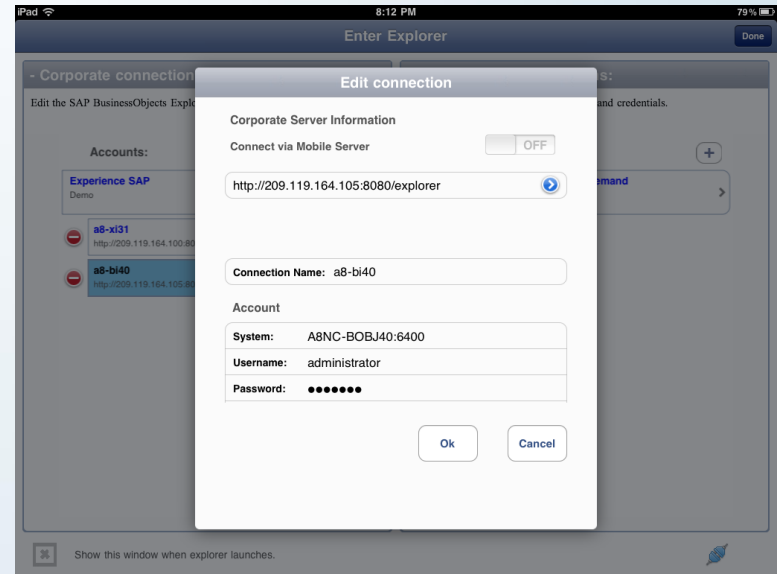 iPad
8:12 PM
79%
Enter Explorer
Done
- Corporate connection
s:
Edit connection
Edit the SAP BusinessObjects Explo
and credentials.
Corporate Server Information
Connect via Mobile Server
OFF
Accounts:
+
http://209.119.164.105:8080/explorer
Experience SAP
Demo
emand
a8-xi31
http://209.119.164.100:80
a8-bi40
http://209.119.164.105:80
Connection Name: a8-bi40
Account
System: A8NC-BOBJ40:6400
Username: administrator
Password: ●●●●●●●
Ok
Cancel
Show this window when explorer launches.